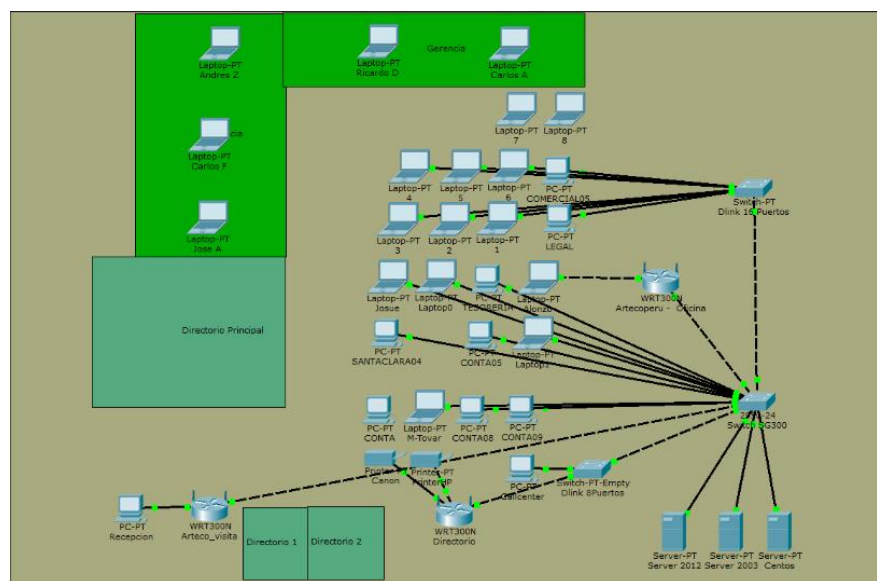 Laptop-PT
Andres Z
Laptop-PT
Ricardo D
Gerencia
Laptop-PT
Carlos A
Laptop-PT
7
Laptop-PT
8
cia
Laptop-PT
Carlos F
Laptop-PT
4
Laptop-PT
5
Laptop-PT
6
PC-PT
COMERCIAL05
Switch-PT
Dlink 16 Puertos
Laptop-PT
Jose A
Laptop-PT
3
Laptop-PT
2
Laptop-PT
1
PC-PT
LEGAL
Laptop-PT
Josue
Laptop-PT
Laptop0
PC-PT
TESORERIA
Laptop-PT
Alonzo
WRT300N
Artecoperu - Oficina
Directorio Principal
PC-PT
SANTACLARA04
PC-PT
CONTA05
Laptop-PT
Laptop1
PC-PT
CONTA
Laptop-PT
M-Tovar
PC-PT
CONTA08
PC-PT
CONTA09
Switch SG300
Canon
Printer-PT
PrinterHP
PC-PT
Callcenter
Switch-PT-Empty
Dlink 8Puertos
PC-PT
Recepcion
WRT300N
Arteco_visita
Directorio 1
Directorio 2
WRT300N
Directorio
Server-PT
Server 2012
Server-PT
Server 2003
Server-PT
Centos